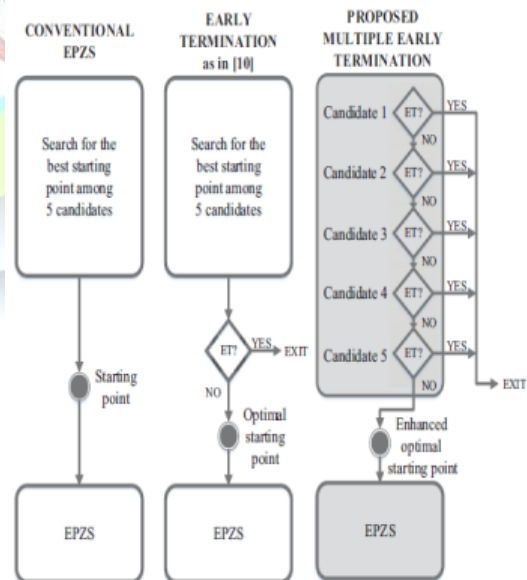 CONVENTIONAL
EPZS
Search for the
best starting
point among
5 candidates
Starting
point
EPZS
EARLY
TERMINATION
as in [10]
Search for the
best starting
point among
5 candidates
ET?
YES
EXIT
NO
Optimal
starting
point
EPZS
PROPOSED
MULTIPLE EARLY
TERMINATION
Candidate 1
ET?
YES
NO
Candidate 2
ET?
YES
NO
Candidate 3
ET?
YES
NO
Candidate 4
ET?
YES
NO
Candidate 5
ET?
YES
NO
EXIT
Enhanced
optimal
starting point
EPZS